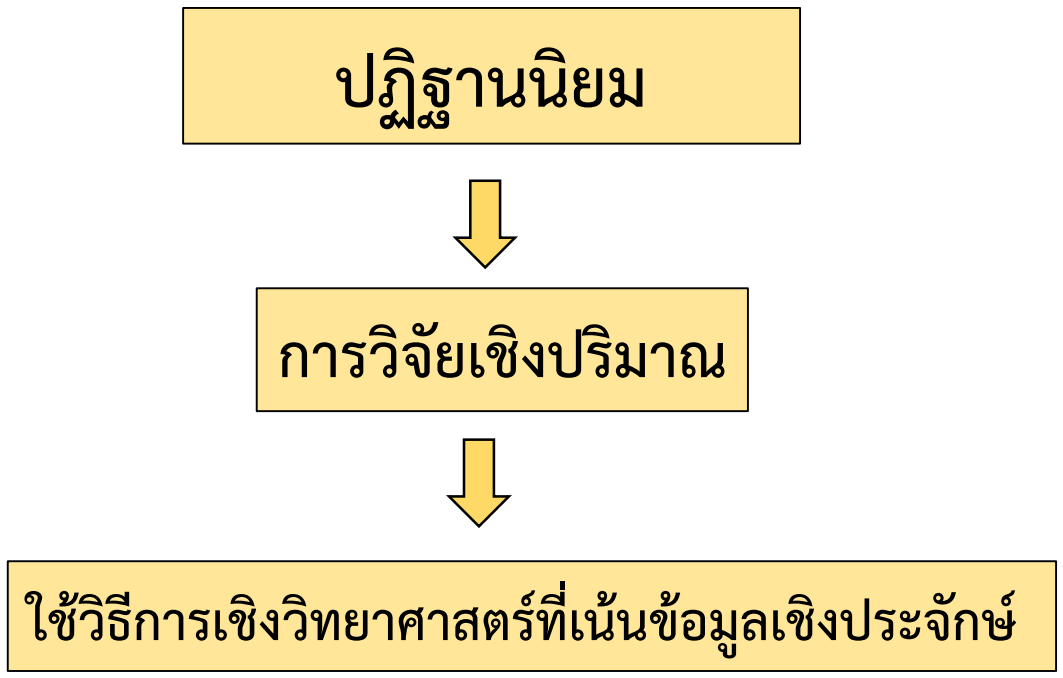 ปฏิฐานนิยม
การวิจัยเชิงปริมาณ
ใช้วิธีการเชิงวิทยาศาสตร์ที่เน้นข้อมูลเชิงประจักษ์